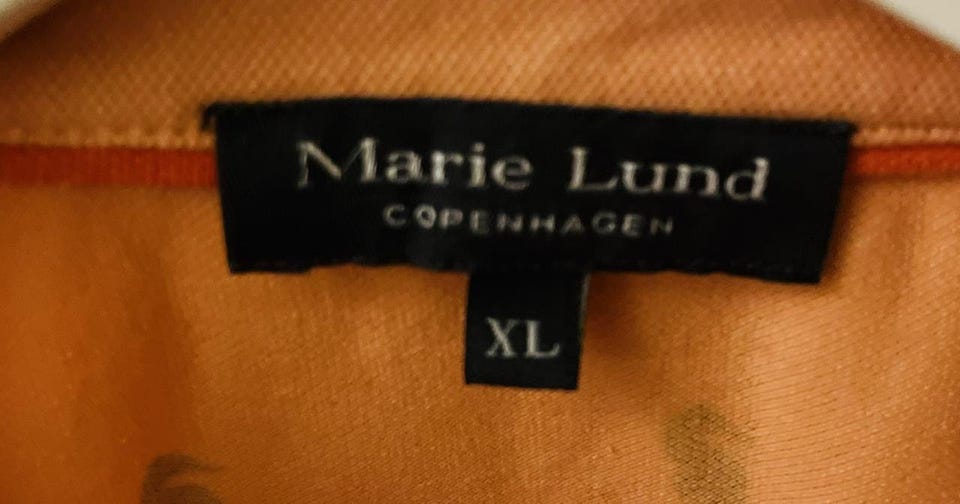 Marie Lund
COPENHAGEN
XL